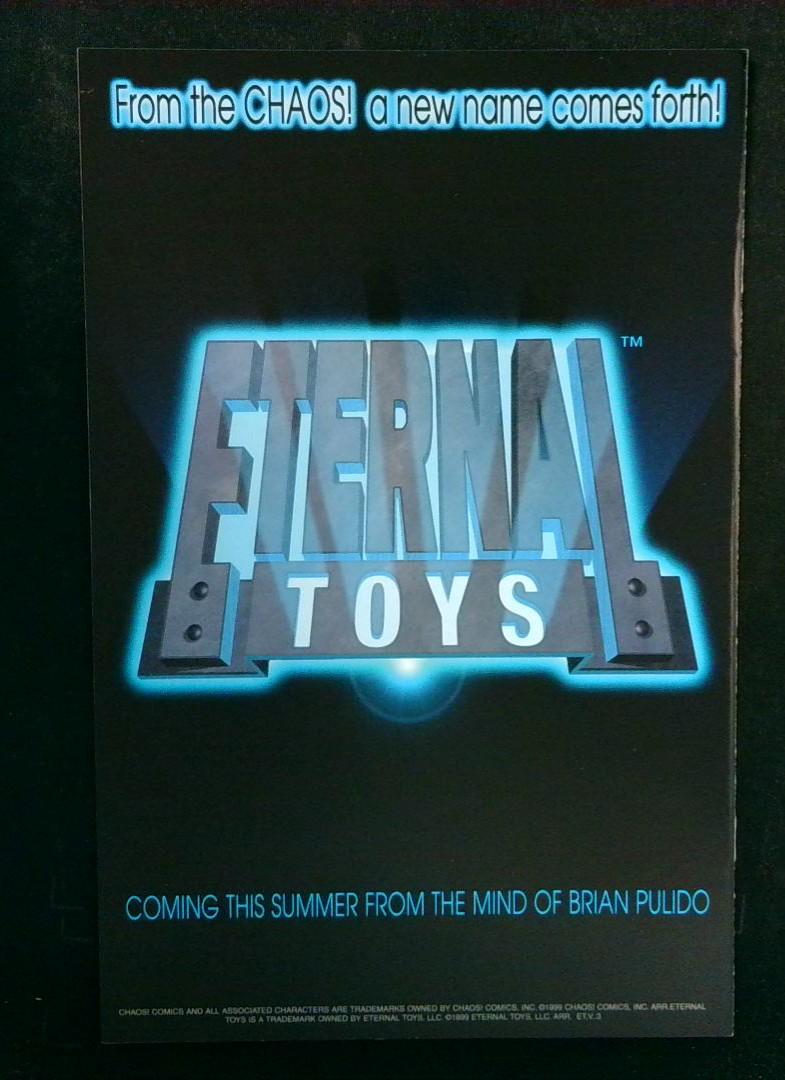 From the CHAOS! a new name comes forth!
ETERNAL
TM
TOYS
COMING THIS SUMMER FROM THE MIND OF BRIAN PULIDO
CHAOS! COMICS AND ALL ASSOCIATED CHARACTERS ARE TRADEMARKS OWNED BY CHAOS! COMICS, INC. ©1999 CHAOS! COMICS, INC. ARR.ETERNAL
TOYS IS A TRADEMARK OWNED BY ETERNAL TOYS, LLC. ©1999 ETERNAL TOYS, LLC. ARR. ET.V.3